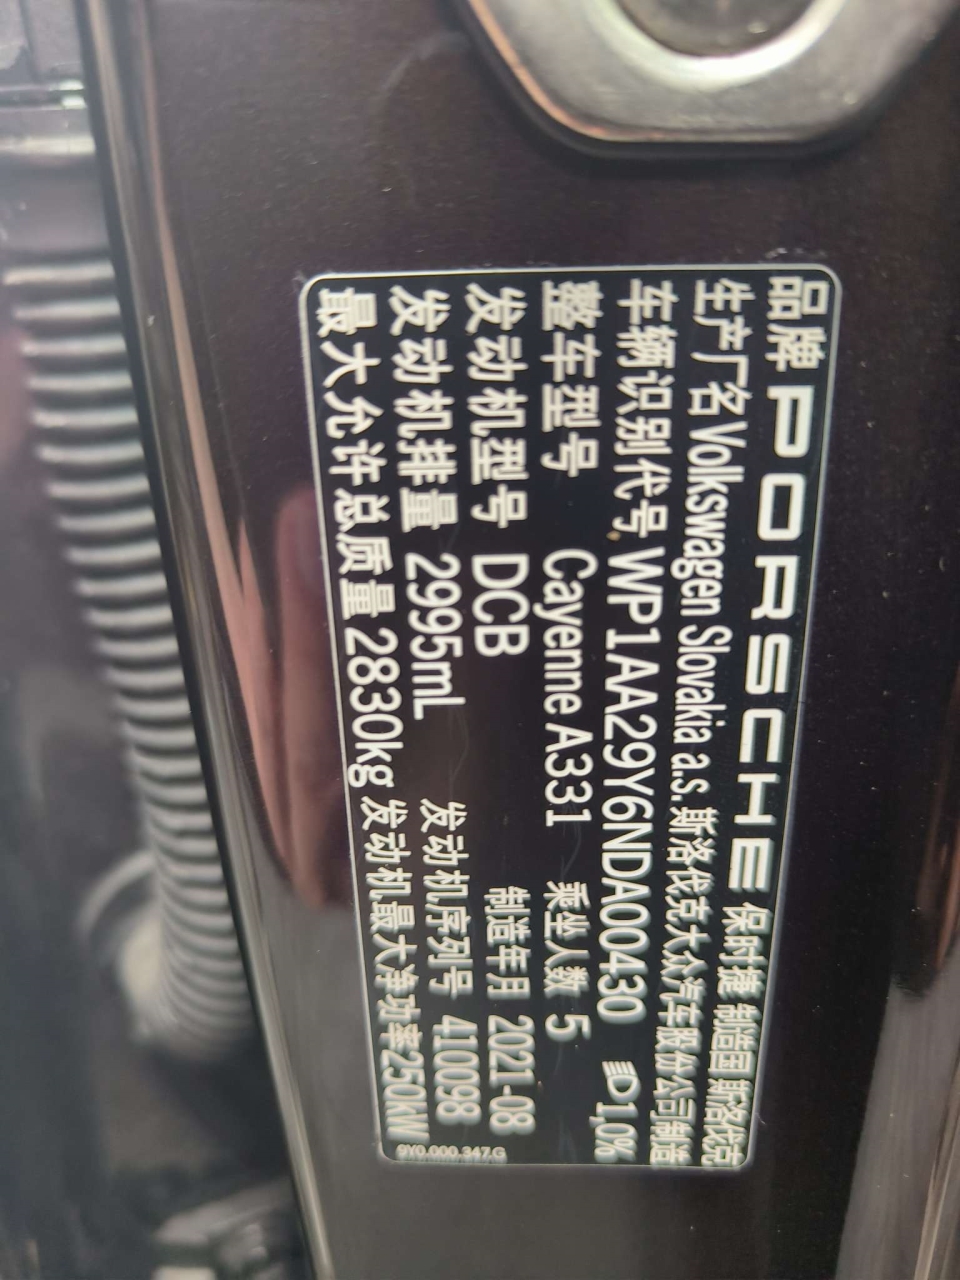 品牌 PORSCHE 保时捷 制造国 斯洛伐克
生产厂名 Volkswagen Slovakia a.s. 斯洛伐克大众汽车股份公司制造
车辆识别代号 WP1AA29Y6NDA00430 1,0%
整车型号 Cayenne A331 乘坐人数 5
发动机型号 DCB 制造年月 2021-08
发动机排量 2995mL 发动机序列号 410098
最大允许总质量 2830kg 发动机最大净功率 250kW
9Y0.000.347.G